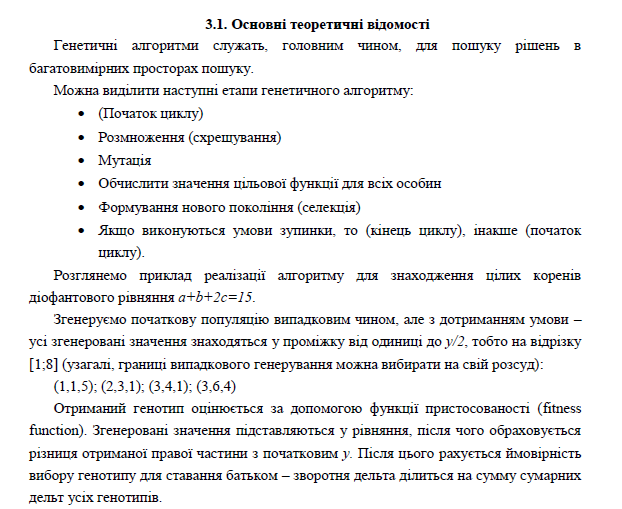 3.1. Основні теоретичні відомості
Генетичні алгоритми служать, головним чином, для пошуку рішень в
багатовимірних просторах пошуку.
Можна виділити наступні етапи генетичного алгоритму:
• (Початок циклу)
• Розмноження (схрещування)
• Мутація
• Обчислити значення цільової функції для всіх особин
• Формування нового покоління (селекція)
• Якщо виконуються умови зупинки, то (кінець циклу), інакше (початок
циклу).
Розглянемо приклад реалізації алгоритму для знаходження цілих коренів
діофантового рівняння a+b+2c=15.
Згенеруємо початкову популяцію випадковим чином, але з дотриманням умови –
усі згенеровані значення знаходяться у проміжку від одиниці до y/2, тобто на відрізку
[1;8] (узагалі, границі випадкового генерування можна вибирати на свій розсуд):
(1,1,5); (2,3,1); (3,4,1); (3,6,4)
Отриманий генотип оцінюється за допомогою функції пристосованості (fitness
function). Згенеровані значення підставляються у рівняння, після чого обраховується
різниця отриманої правої частини з початковим y. Після цього рахується ймовірність
вибору генотипу для ставання батьком – зворотня дельта ділиться на сумму сумарних
дельт усіх генотипів.